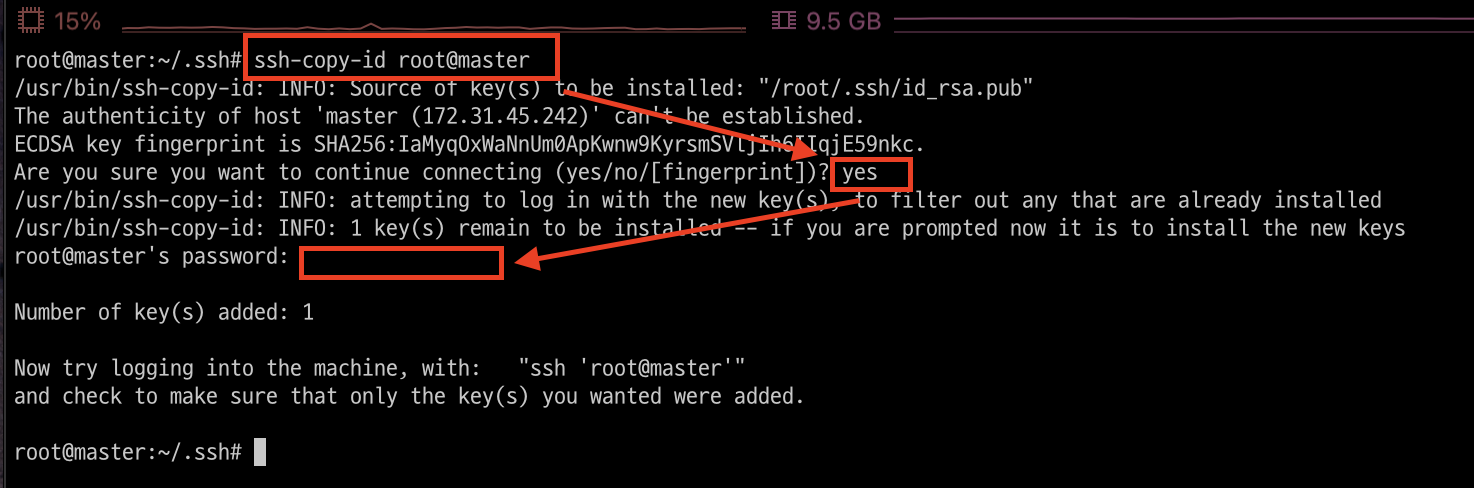 15% 9.5 GB
root@master:~/.ssh# ssh-copy-id root@master
/usr/bin/ssh-copy-id: INFO: Source of key(s) to be installed: "/root/.ssh/id_rsa.pub"
The authenticity of host 'master (172.31.45.242)' can't be established.
ECDSA key fingerprint is
Are you sure you want to continue connecting (yes/no/[fingerprint])? yes
/usr/bin/ssh-copy-id: INFO: attempting to log in with the new key(s), to filter out any that are already installed
/usr/bin/ssh-copy-id: INFO: 1 key(s) remain to be installed -- if you are prompted now it is to install the new keys
root@master's password:
Number of key(s) added: 1
Now try logging into the machine, with:   "ssh 'root@master'"
and check to make sure that only the key(s) you wanted were added.
root@master:~/.ssh#